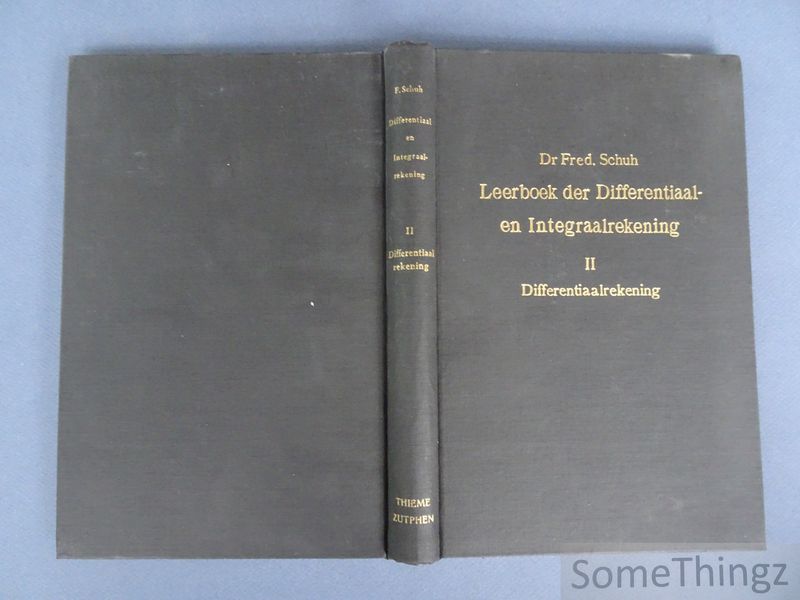 F. Schuh
Differentiaal
en
Integraal-
rekening
II
Differentiaal
rekening
THIEME
ZUTPHEN
Dr Fred. Schuh
Leerboek der Differentiaal-
en Integraalrekening
II
Differentiaalrekening
SomeThingz